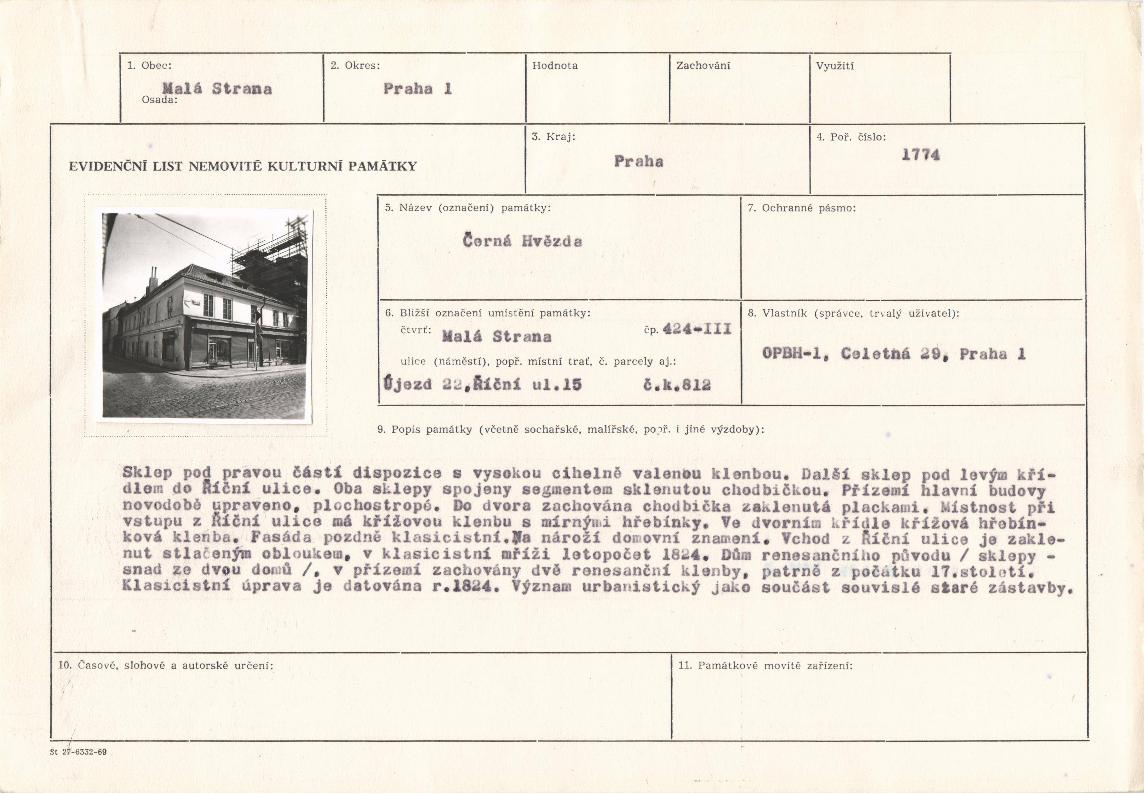 1. Obec:
Malá Strana
Osada:
2. Okres:
Praha 1
Hodnota
Zachování
Využití
EVIDENČNÍ LIST NEMOVITÉ KULTURNÍ PAMÁTKY
3. Kraj:
Praha
4. Poř. číslo:
1774
5. Název (označení) památky:
Černá Hvězda
7. Ochranné pásmo:
6. Bližší označení umístění památky:
čtvrť: Malá Strana čp. 424-III
ulice (náměstí), popř. místní trať, č. parcely aj.:
Újezd 22,Říční ul.15 č.k.812
8. Vlastník (správce, trvalý uživatel):
OPBH-1, Celetná 29, Praha 1
9. Popis památky (včetně sochařské, malířské, popř. i jiné výzdoby):
Sklep pod pravou částí dispozice s vysokou cihelně valenou klenbou. Další sklep pod levým kří-
dlem do Říční ulice. Oba sklepy spojeny segmentem sklenutou chodbičkou. Přízemí hlavní budovy
novodobě upraveno, plochostropé. Do dvora zachována chodbička zaklenutá plackami. Místnost při
vstupu z Říční ulice má křížovou klenbu s mírnými hřebínky. Ve dvorním křídle křížová hřebín-
ková klenba. Fasáda pozdně klasicistní.Na nároží domovní znamení. Vchod z Říční ulice je zakle-
nut stlačeným obloukem, v klasicistní mříži letopočet 1824. Dům renesančního původu / sklepy -
snad ze dvou domů /, v přízemí zachovány dvě renesanční klenby, patrně z počátku 17.století.
Klasicistní úprava je datována r.1824. Význam urbanistický jako součást souvislé staré zástavby.
10. Časové, slohové a autorské určení:
11. Památkové movité zařízení:
St 27-6332-69